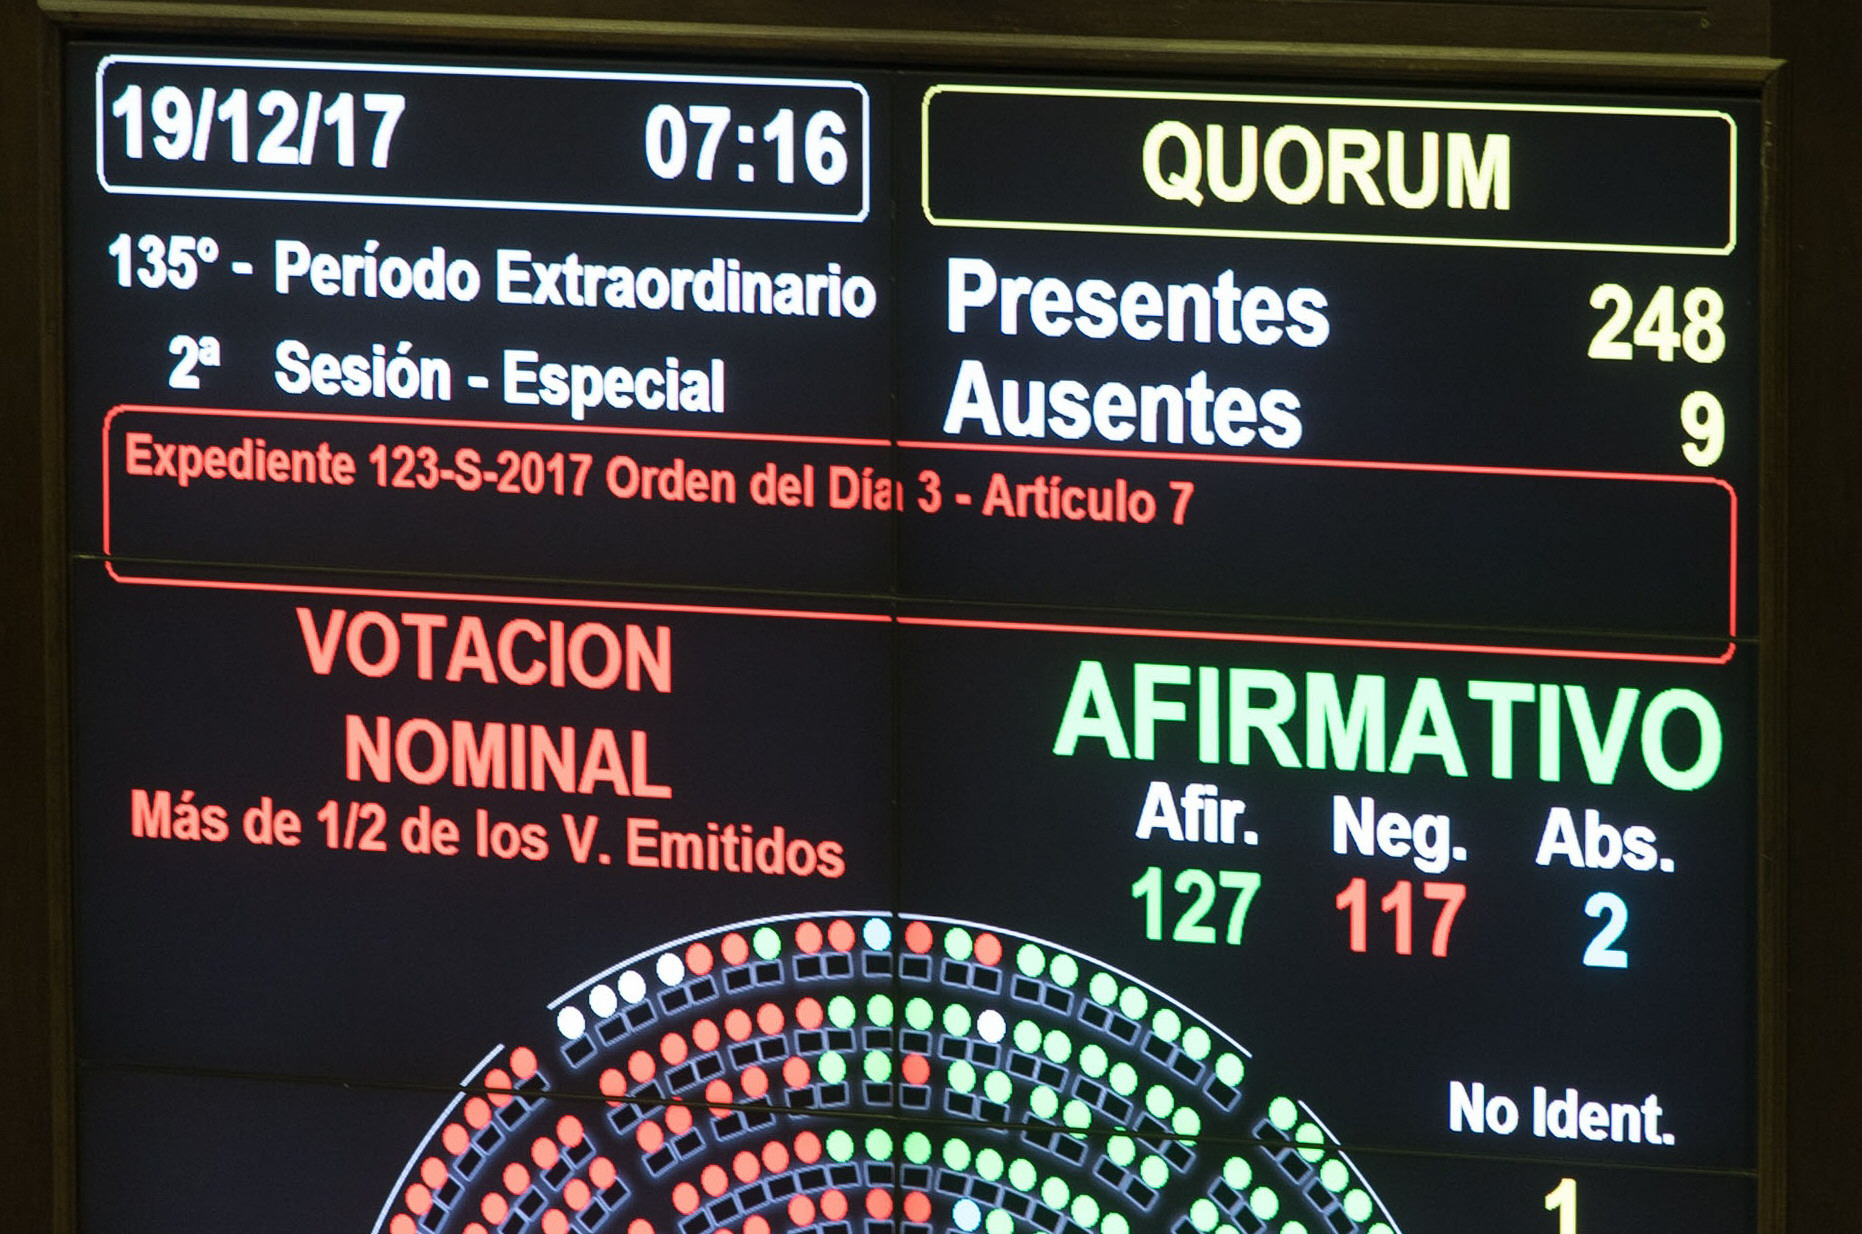 19/12/17 07:16
135º - Período Extraordinario
2ª Sesión - Especial
QUORUM
Presentes 248
Ausentes 9
Expediente 123-S-2017 Orden del Día 3 - Artículo 7
VOTACION
NOMINAL
Más de 1/2 de los V. Emitidos
AFIRMATIVO
Afir. Neg. Abs.
127 117 2
No Ident.
1